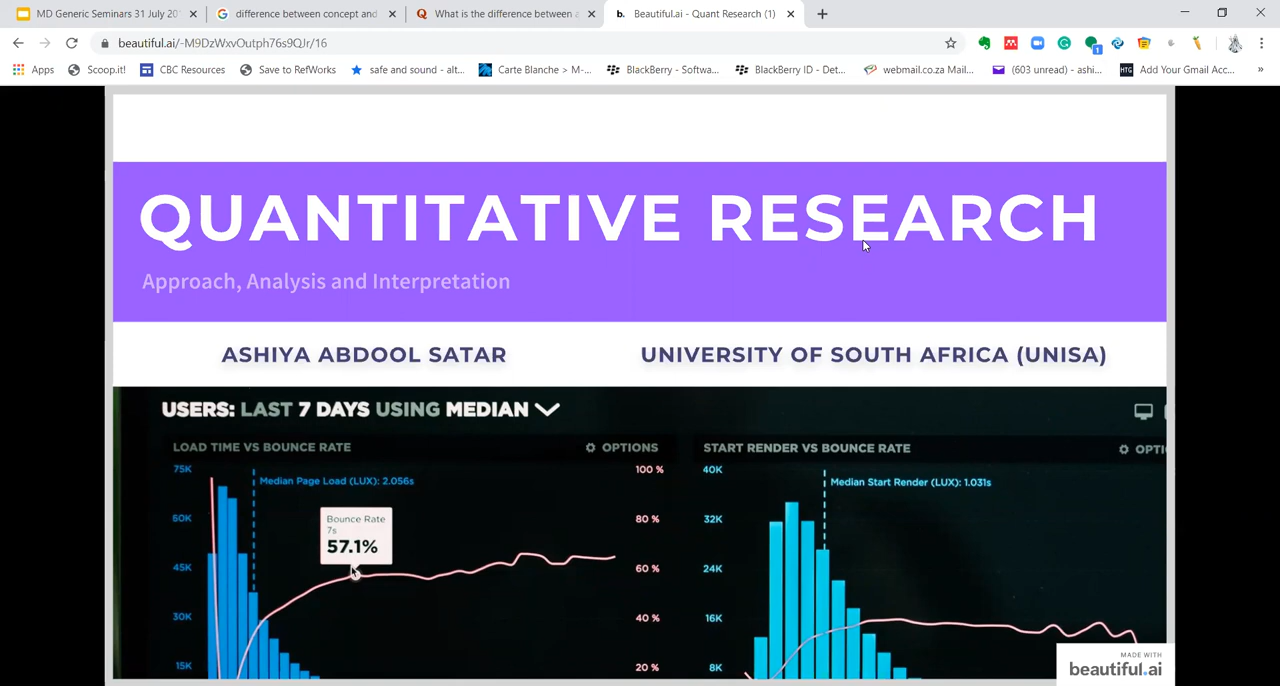 MD Generic Seminars 31 July 20
difference between concept and
What is the difference between a
b. Beautiful.ai - Quant Research (1)
beautiful.ai/-M9DzWxvOutph76s9QJr/16
Apps
Scoop.it!
CBC Resources
Save to RefWorks
safe and sound - alt...
Carte Blanche > M-...
BlackBerry - Softwa...
BlackBerry ID - Det...
webmail.co.za Mail...
(603 unread) - ashi...
HTG Add Your Gmail Acc...
»
QUANTITATIVE RESEARCH
Approach, Analysis and Interpretation
ASHIYA ABDOOL SATAR
UNIVERSITY OF SOUTH AFRICA (UNISA)
USERS: LAST 7 DAYS USING MEDIAN
LOAD TIME VS BOUNCE RATE
OPTIONS
75K
60K
45K
30K
15K
Median Page Load (LUX): 2.056s
Bounce Rate
7s
57.1%
100 %
80 %
60 %
40 %
20 %
START RENDER VS BOUNCE RATE
OPTI
40K
32K
24K
16K
8K
Median Start Render (LUX): 1.031s
MADE WITH
beautiful.ai